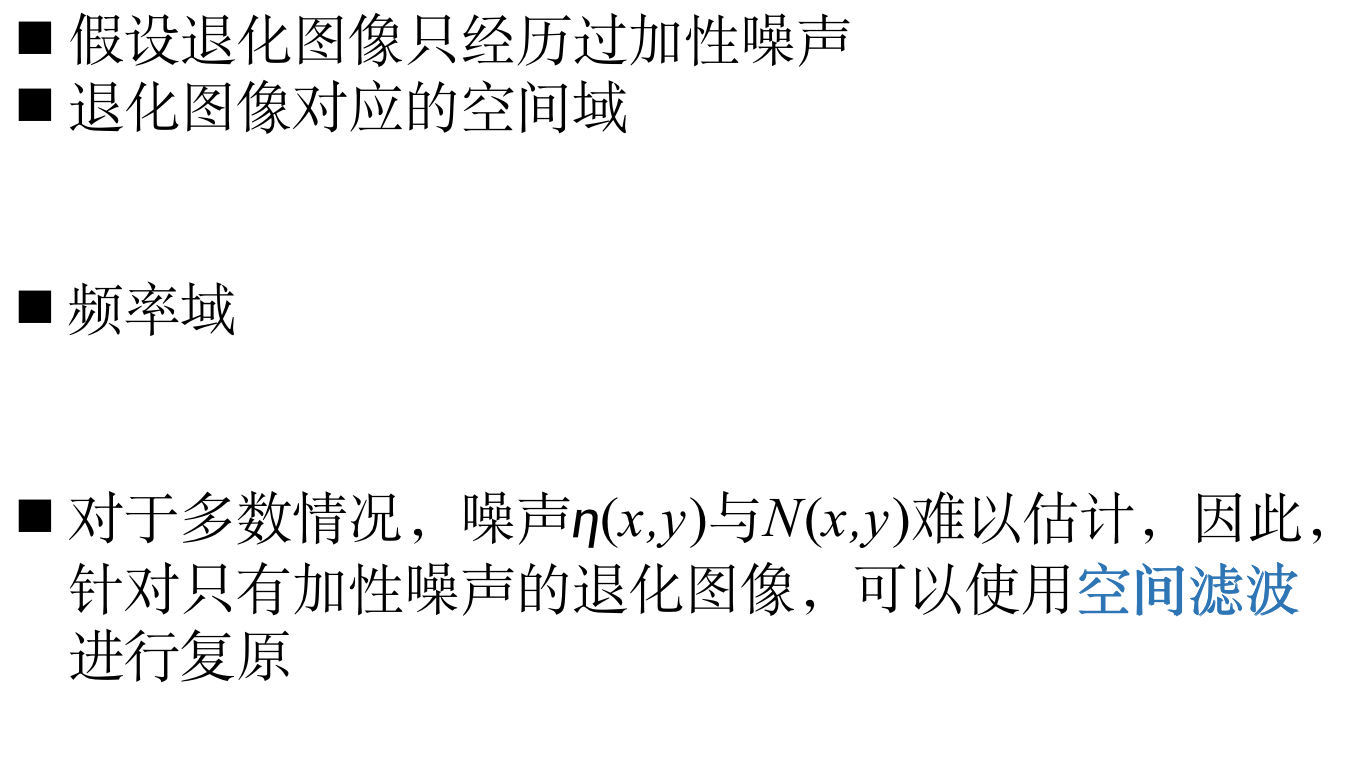 ■ 假设退化图像只经历过加性噪声
■ 退化图像对应的空间域
■ 频率域
■ 对于多数情况，噪声η(x,y)与N(x,y)难以估计，因此，
针对只有加性噪声的退化图像，可以使用空间滤波
进行复原